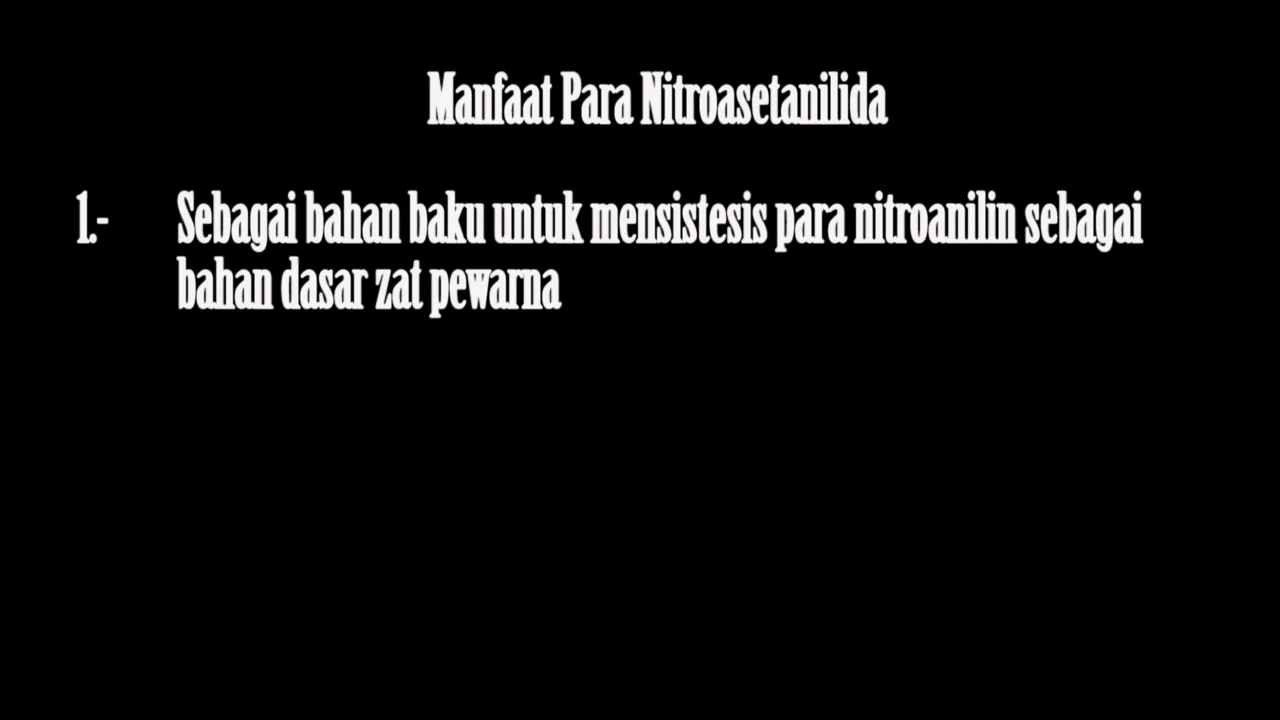 Manfaat Para Nitroasetanilida
1.- Sebagai bahan baku untuk mensistesis para nitroanilin sebagai
bahan dasar zat pewarna